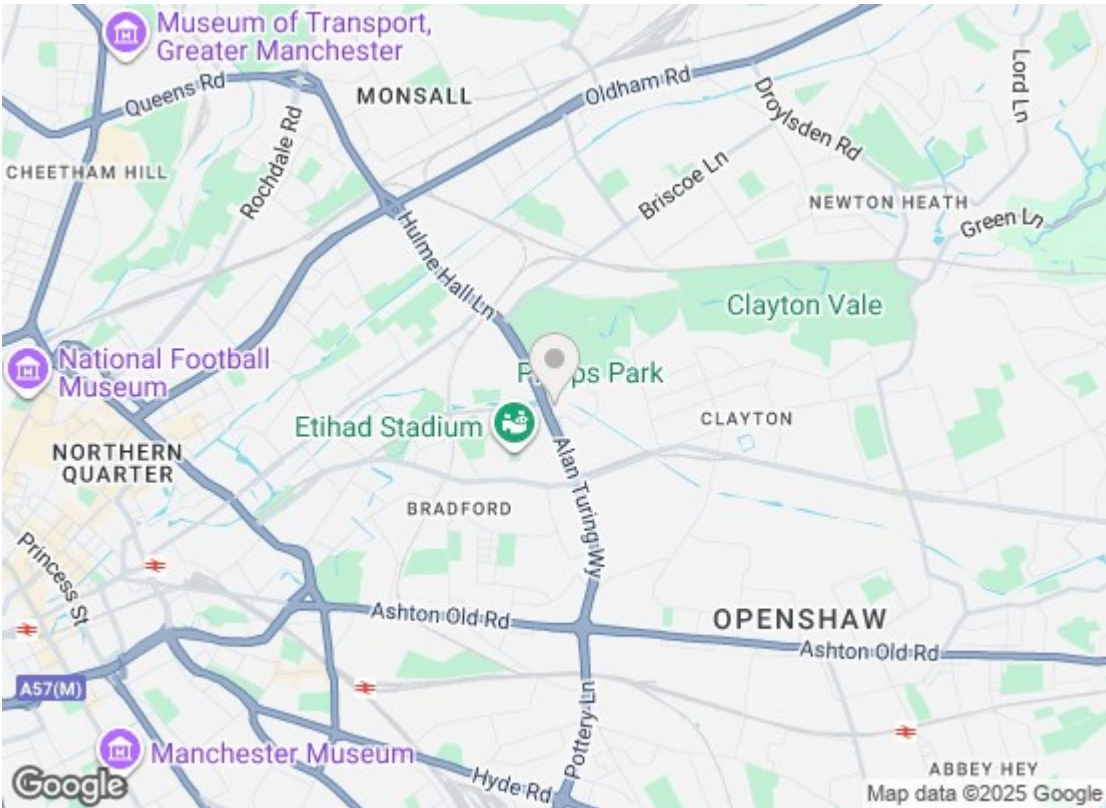 Museum of Transport,
Greater Manchester
Queens Rd
MONSALL
Oldham Rd
Lord Ln
Droylsden Rd
CHEETHAM HILL
Rochdale Rd
Briscoe Ln
NEWTON HEATH
Green Ln
Hulme Hall Ln
Clayton Vale
National Football
Museum
Park
Etihad Stadium
CLAYTON
NORTHERN
QUARTER
Alan Turing Wy
BRADFORD
Princess St
Ashton Old Rd
OPENSHAW
Ashton Old Rd
A57(M)
Pottery Ln
Manchester Museum
Hyde Rd
ABBEY HEY
Google
Map data ©2025 Google